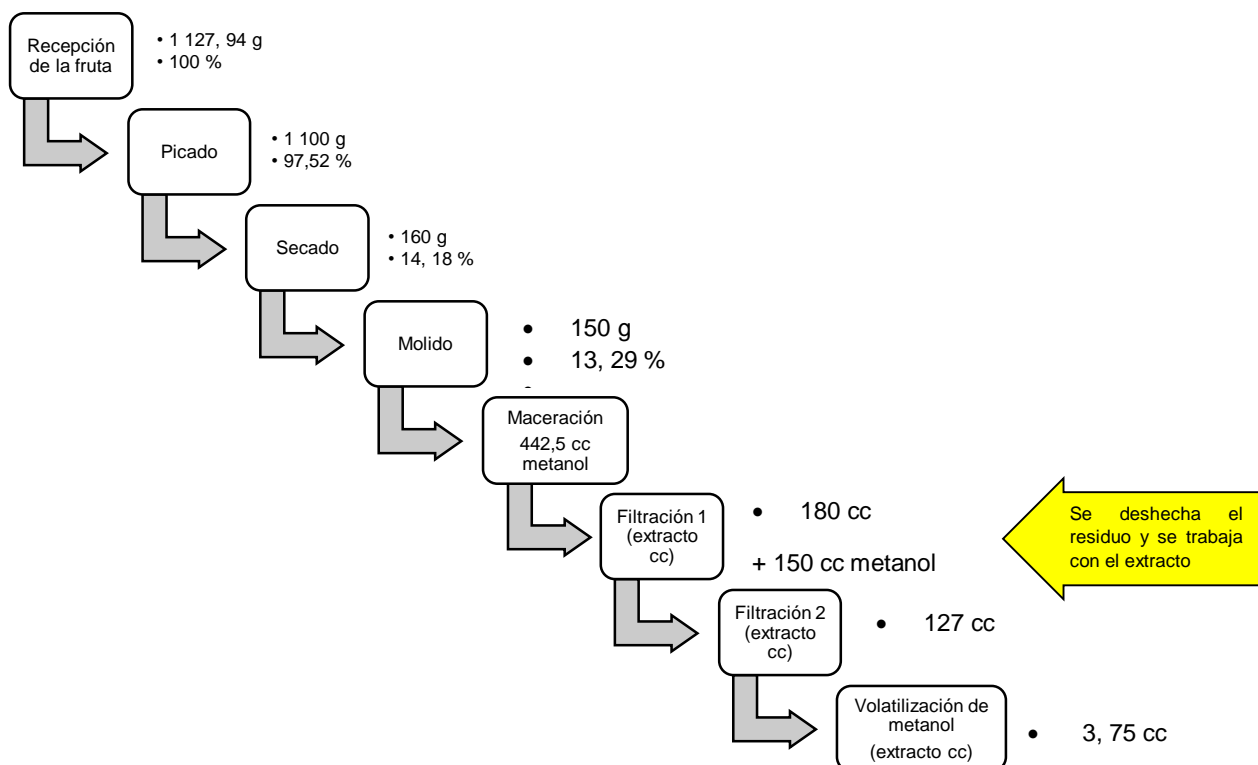 Recepción
de la fruta
• 1 127, 94 g
• 100 %
Picado
• 1 100 g
• 97,52 %
Secado
• 160 g
• 14, 18 %
Molido
• 150 g
• 13, 29 %
Maceración
442,5 cc
metanol
Filtración 1
(extracto
cc)
• 180 cc
+ 150 cc metanol
Se deshecha el
residuo y se trabaja
con el extracto
Filtración 2
(extracto
cc)
• 127 cc
Volatilización de
metanol
(extracto cc)
• 3, 75 cc